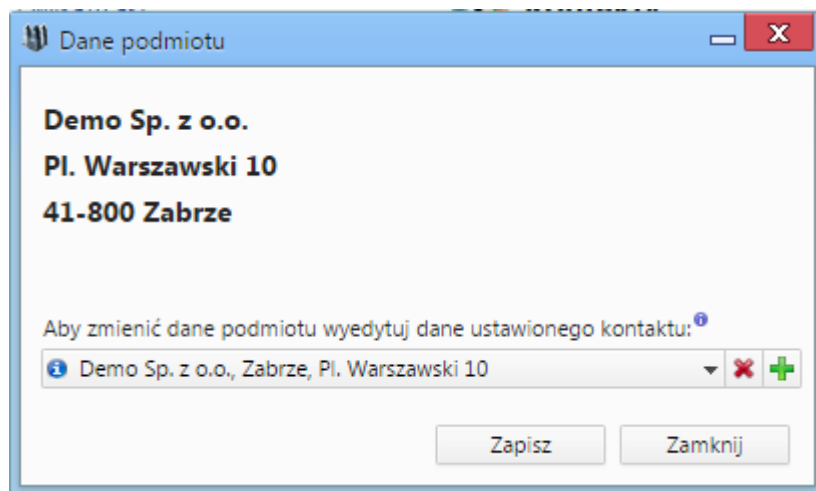 Dane podmiotu
Demo Sp. z o.o.
Pl. Warszawski 10
41-800 Zabrze
Aby zmienić dane podmiotu wyedytuj dane ustawionego kontaktu:
Demo Sp. z o.o., Zabrze, Pl. Warszawski 10
Zapisz Zamknij